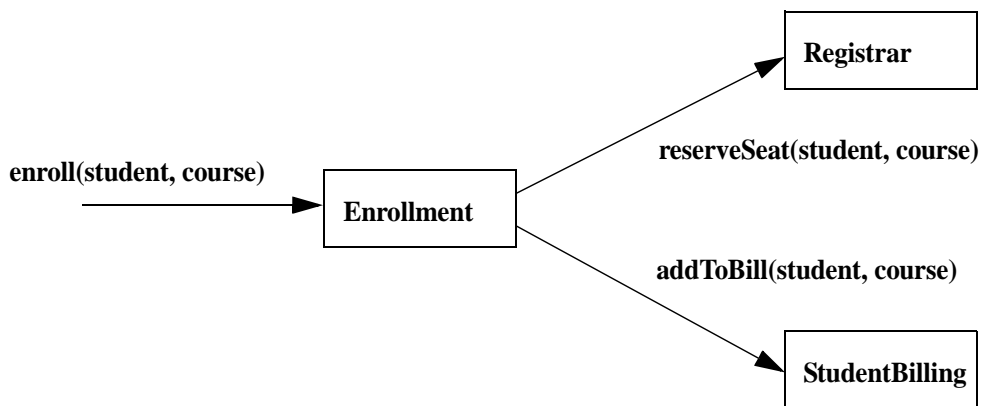 Registrar
reserveSeat(student, course)
enroll(student, course)
Enrollment
addToBill(student, course)
StudentBilling